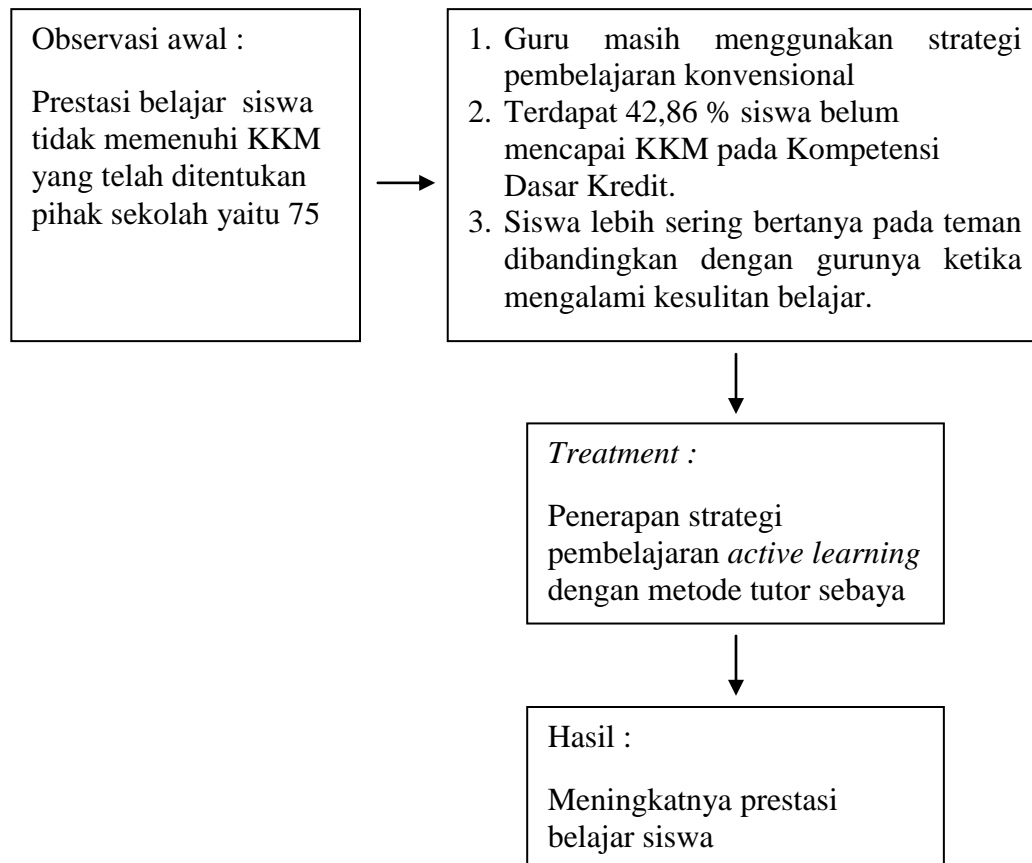 Observasi awal :
Prestasi belajar siswa
tidak memenuhi KKM
yang telah ditentukan
pihak sekolah yaitu 75
1. Guru masih menggunakan strategi
pembelajaran konvensional
2. Terdapat 42,86 % siswa belum
mencapai KKM pada Kompetensi
Dasar Kredit.
3. Siswa lebih sering bertanya pada teman
dibandingkan dengan gurunya ketika
mengalami kesulitan belajar.
Treatment :
Penerapan strategi
pembelajaran active learning
dengan metode tutor sebaya
Hasil :
Meningkatnya prestasi
belajar siswa